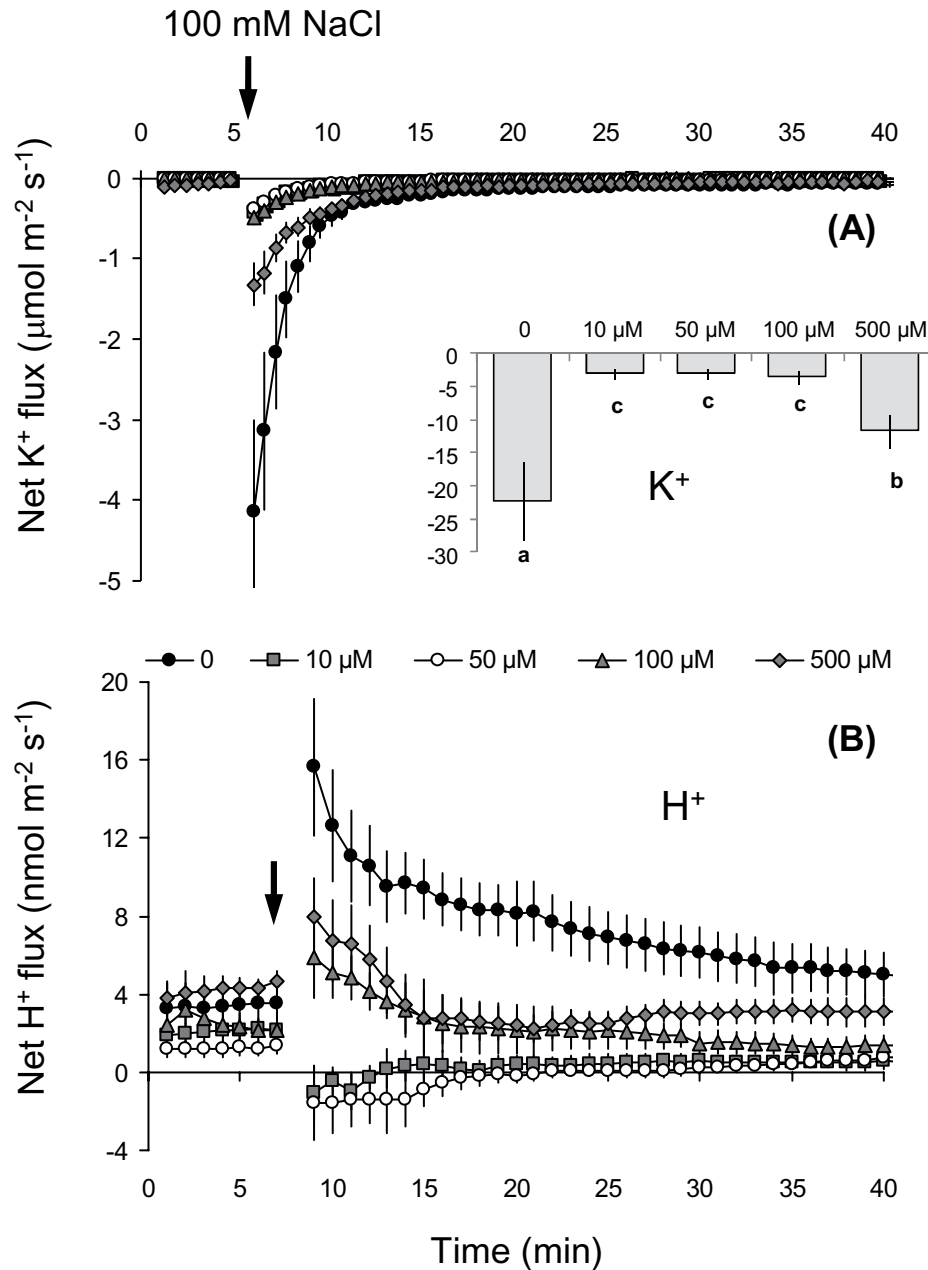 100 mM NaCl
0 5 10 15 20 25 30 35 40
0
-1
-2
-3
-4
-5
Net K⁺ flux (μmol m⁻² s⁻¹)
(A)
0 10 μM 50 μM 100 μM 500 μM
0
-5
-10
-15
-20
-25
-30
a
c
c
c
b
K⁺
0 10 μM 50 μM 100 μM 500 μM
20
16
12
8
4
0
-4
Net H⁺ flux (nmol m⁻² s⁻¹)
(B)
H⁺
0 5 10 15 20 25 30 35 40
Time (min)